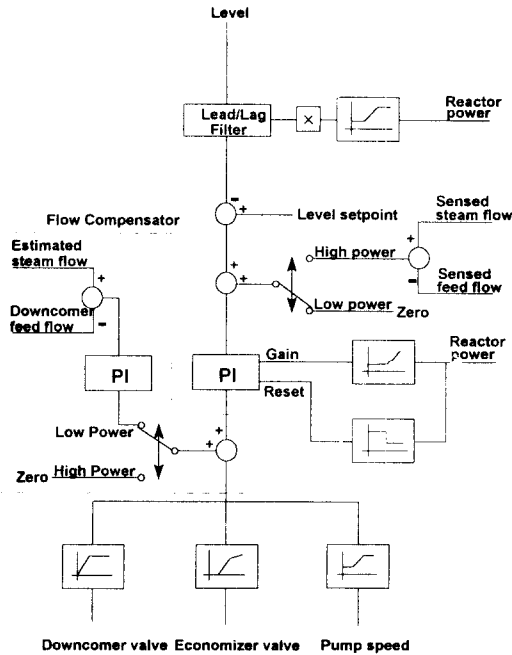 Level
Lead/Lag
Filter
×
Reactor
power
−
+
Level setpoint
Sensed
steam flow
+
−
Sensed
feed flow
Flow Compensator
Estimated
steam flow
+
Downcomer
feed flow
−
High power
+
+
Low power
Zero
PI
PI
Gain
Reset
Reactor
power
Low Power
+
+
Zero
High Power
Downcomer valve
Economizer valve
Pump speed